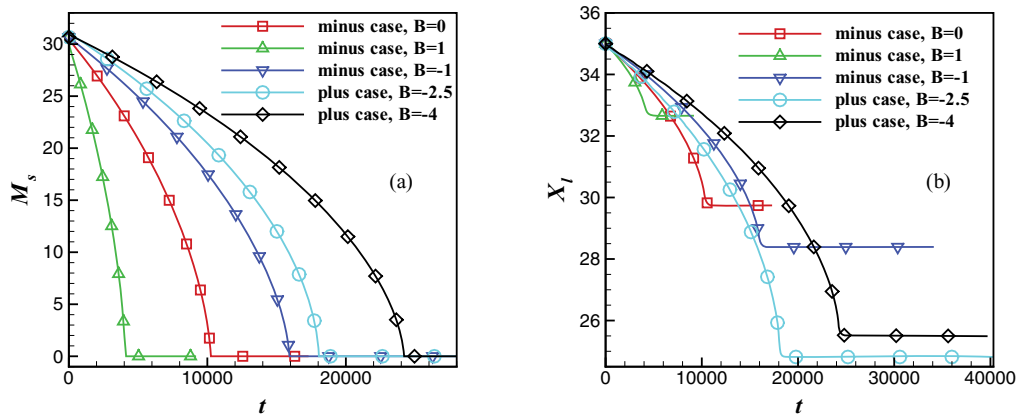 30
25
20
15
10
5
0
M_s
minus case, B=0
minus case, B=1
minus case, B=-1
plus case, B=-2.5
plus case, B=-4
(a)
0
10000
20000
t
36
34
32
30
28
26
X_l
minus case, B=0
minus case, B=1
minus case, B=-1
plus case, B=-2.5
plus case, B=-4
(b)
0
10000
20000
30000
40000
t